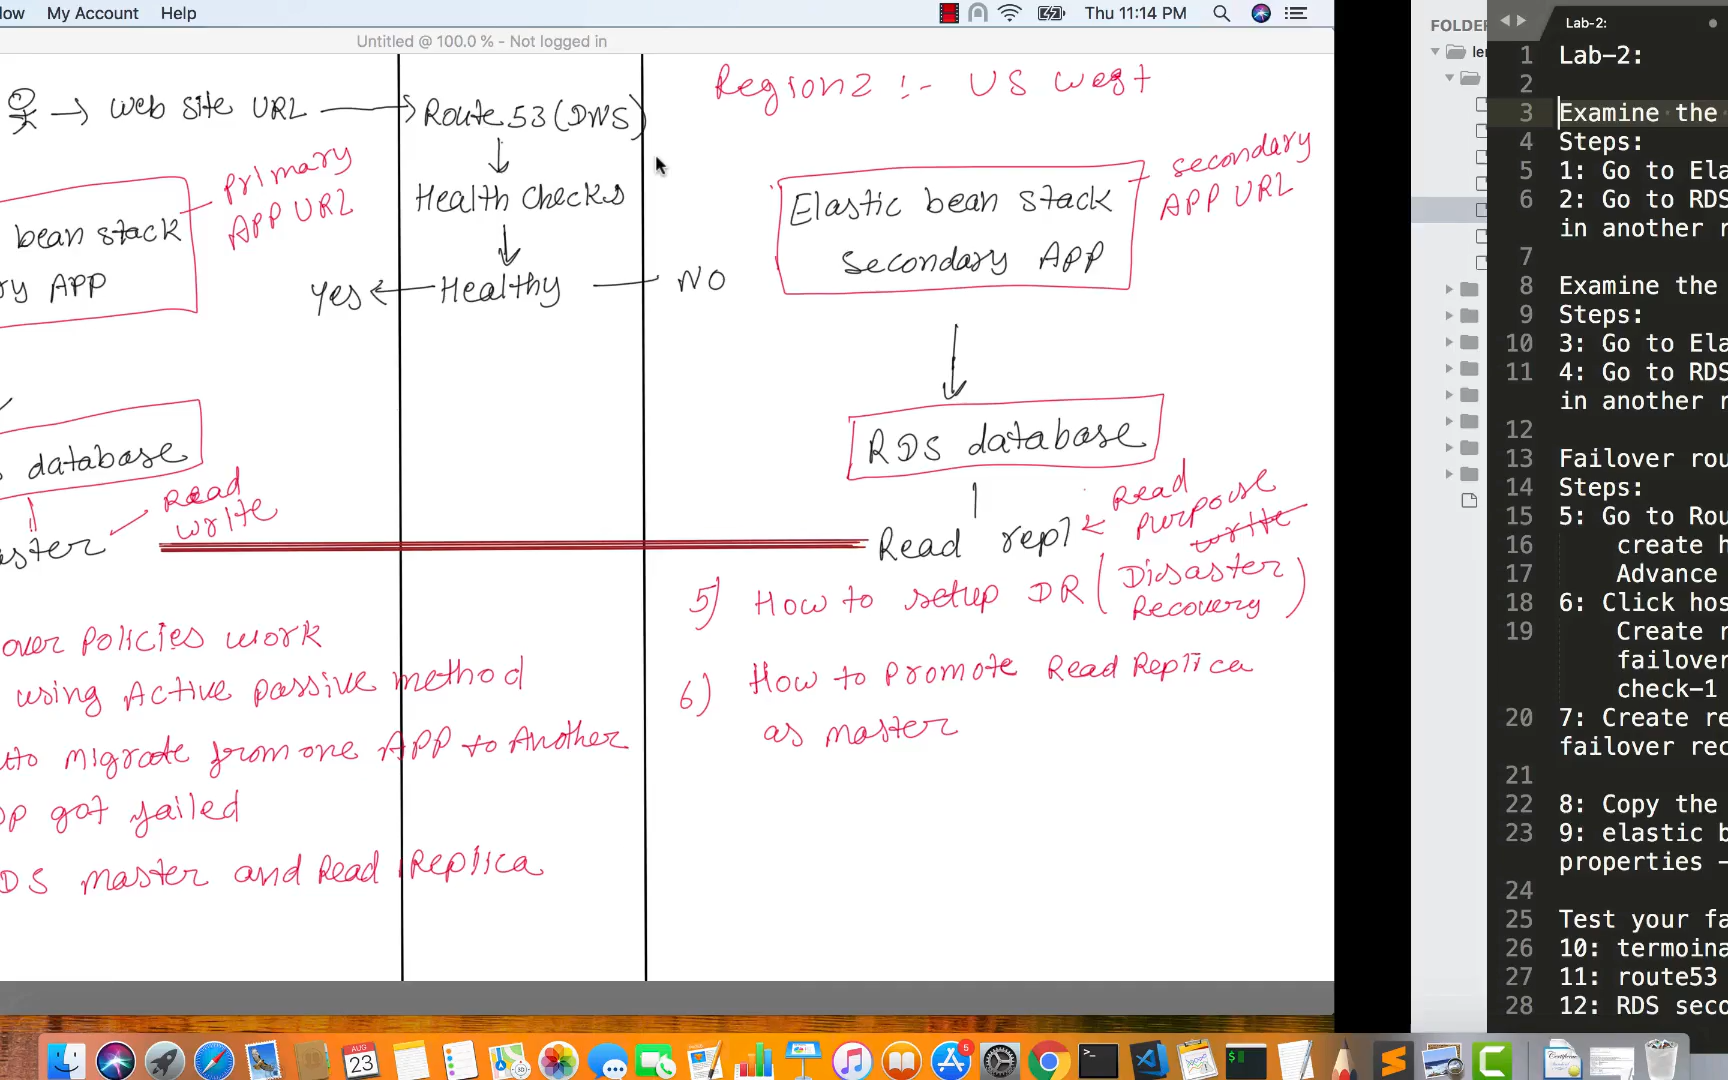 My Account Help
Thu 11:14 PM
Untitled @ 100.0 % - Not logged in
Region2 :- US West
→ Web site URL → Route 53 (DNS)
Primary
APP URL
Health Checks
bean stack
APP
Yes ← Healthy — NO
Elastic bean stack
secondary APP
secondary
APP URL
database
Read
write
RDS database
Read repl
Read
purpouse
write
5) How to setup DR (Disaster
Recovery)
6) How to promote Read Replica
as master
over Policies work
using Active passive method
to migrate from one APP to Another
got failed
DS master and Read Replica
AUG
23
5
FOLDER
Lab-2:
1 Lab-2:
2
3 Examine the
4 Steps:
5 1: Go to Ela
6 2: Go to RDS
in another r
7
8 Examine the
9 Steps:
10 3: Go to Ela
11 4: Go to RDS
in another r
12
13 Failover rou
14 Steps:
15 5: Go to Rou
16 create h
17 Advance
18 6: Click hos
19 Create r
failover
check-1
20 7: Create re
failover rec
21
22 8: Copy the
23 9: elastic b
properties -
24
25 Test your fa
26 10: termoina
27 11: route53
28 12: RDS seco